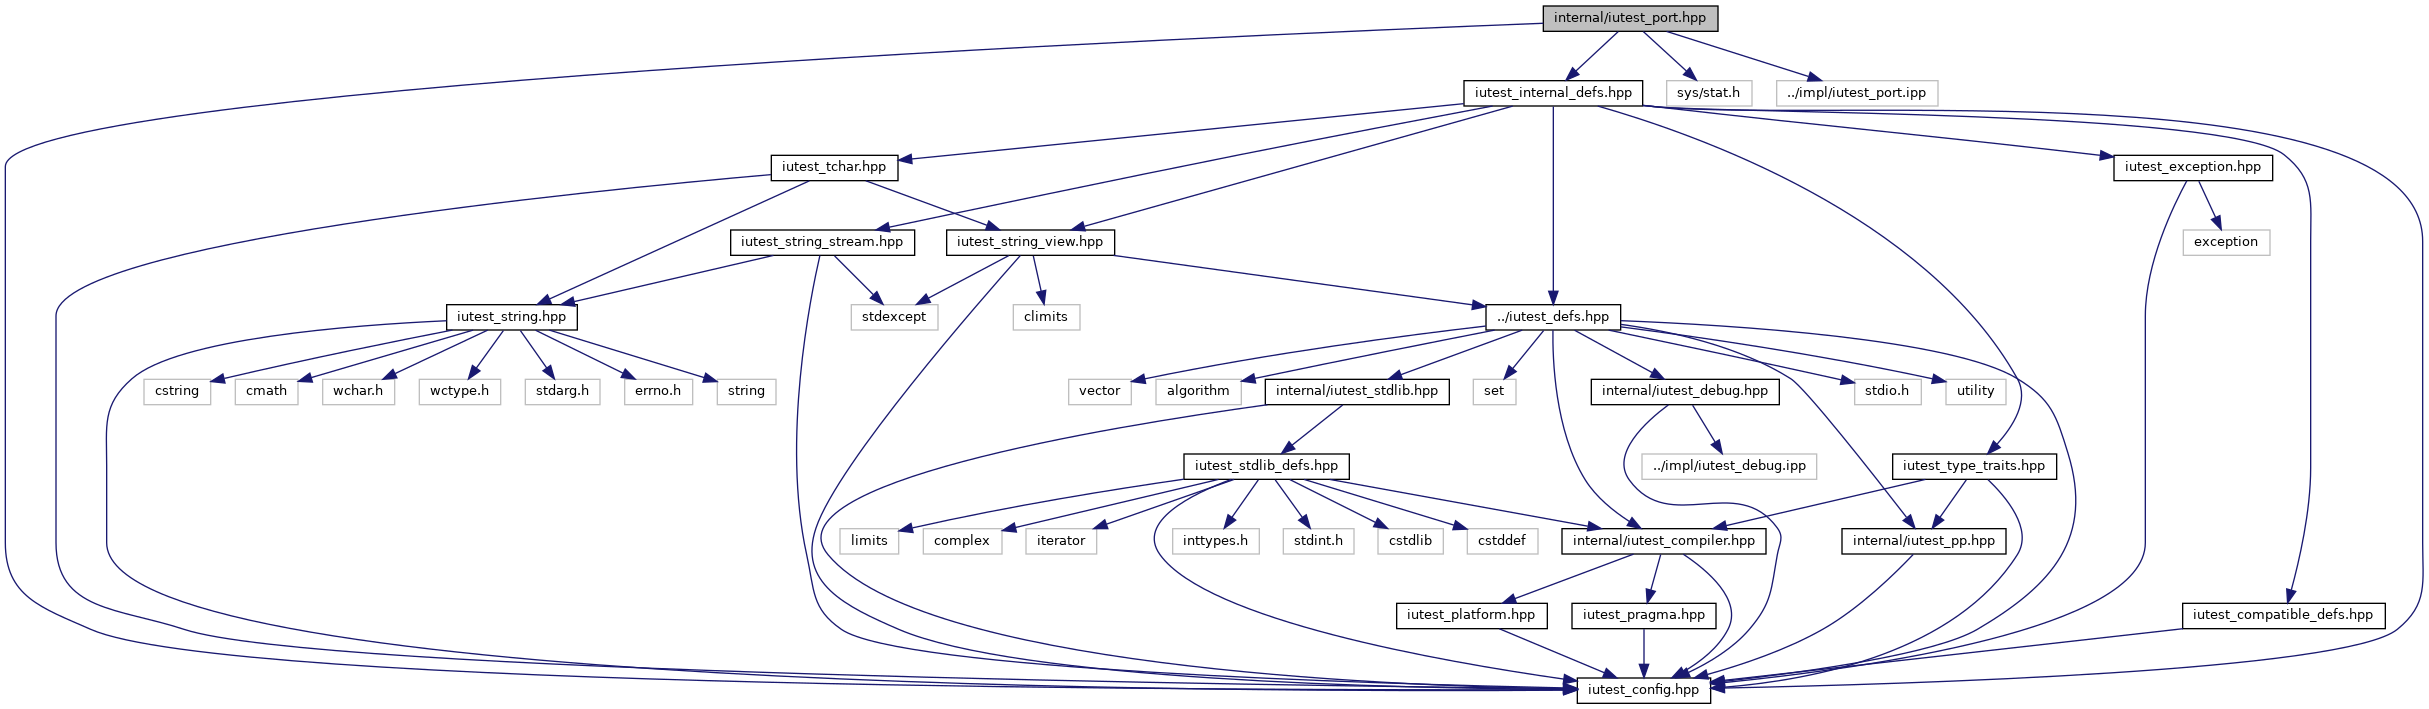 internal/iutest_port.hpp
iutest_internal_defs.hpp
sys/stat.h
../impl/iutest_port.ipp
iutest_tchar.hpp
iutest_exception.hpp
iutest_string_stream.hpp
iutest_string_view.hpp
exception
iutest_string.hpp
stdexcept
climits
../iutest_defs.hpp
cstring
cmath
wchar.h
wctype.h
stdarg.h
errno.h
string
vector
algorithm
internal/iutest_stdlib.hpp
set
internal/iutest_debug.hpp
stdio.h
utility
iutest_stdlib_defs.hpp
../impl/iutest_debug.ipp
iutest_type_traits.hpp
limits
complex
iterator
inttypes.h
stdint.h
cstdlib
cstddef
internal/iutest_compiler.hpp
internal/iutest_pp.hpp
iutest_platform.hpp
iutest_pragma.hpp
iutest_compatible_defs.hpp
iutest_config.hpp